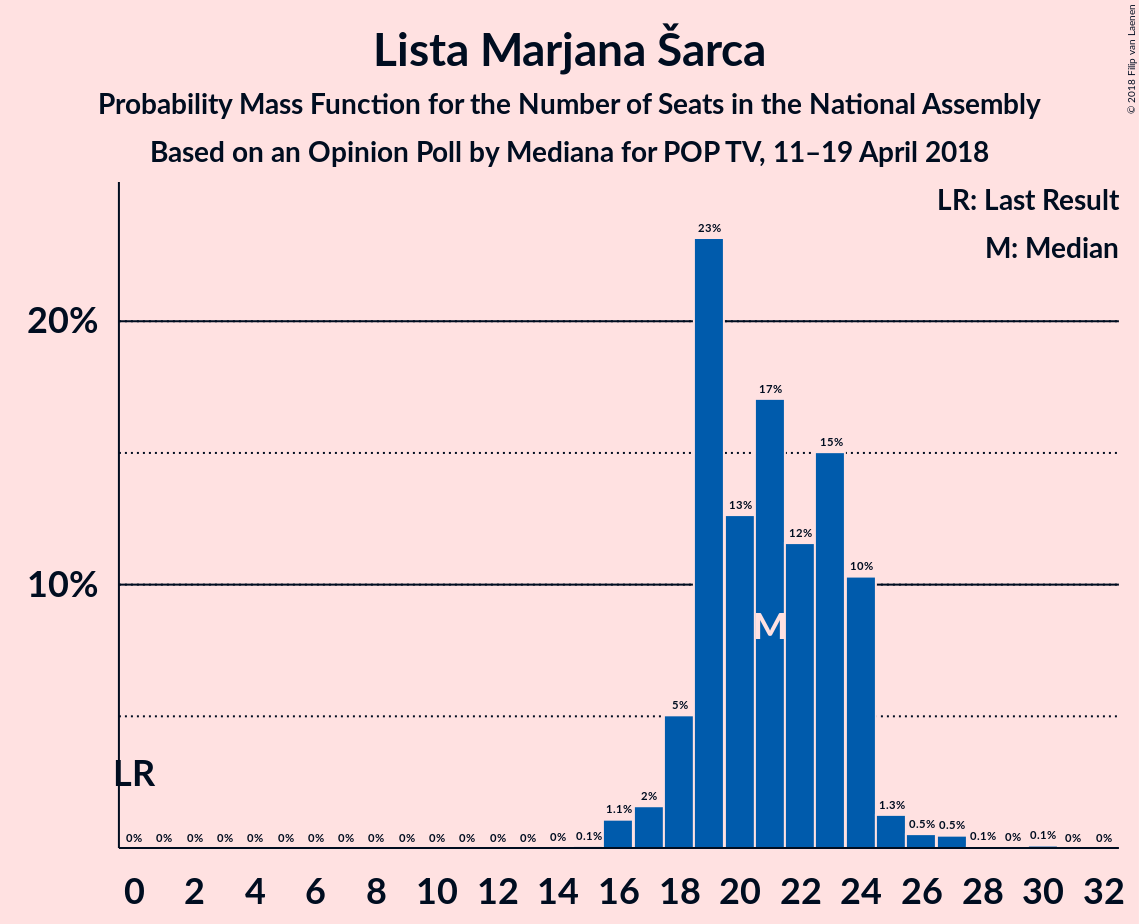 Lista Marjana Šarca
Probability Mass Function for the Number of Seats in the National Assembly
Based on an Opinion Poll by Mediana for POP TV, 11–19 April 2018
© 2018 Filip van Laenen
LR: Last Result
M: Median
20%
10%
LR
M
0% 0% 0% 0% 0% 0% 0% 0% 0% 0% 0% 0% 0% 0% 0% 0.1% 1.1% 2% 5% 23% 13% 17% 12% 15% 10% 1.3% 0.5% 0.5% 0.1% 0% 0.1% 0% 0%
0 2 4 6 8 10 12 14 16 18 20 22 24 26 28 30 32